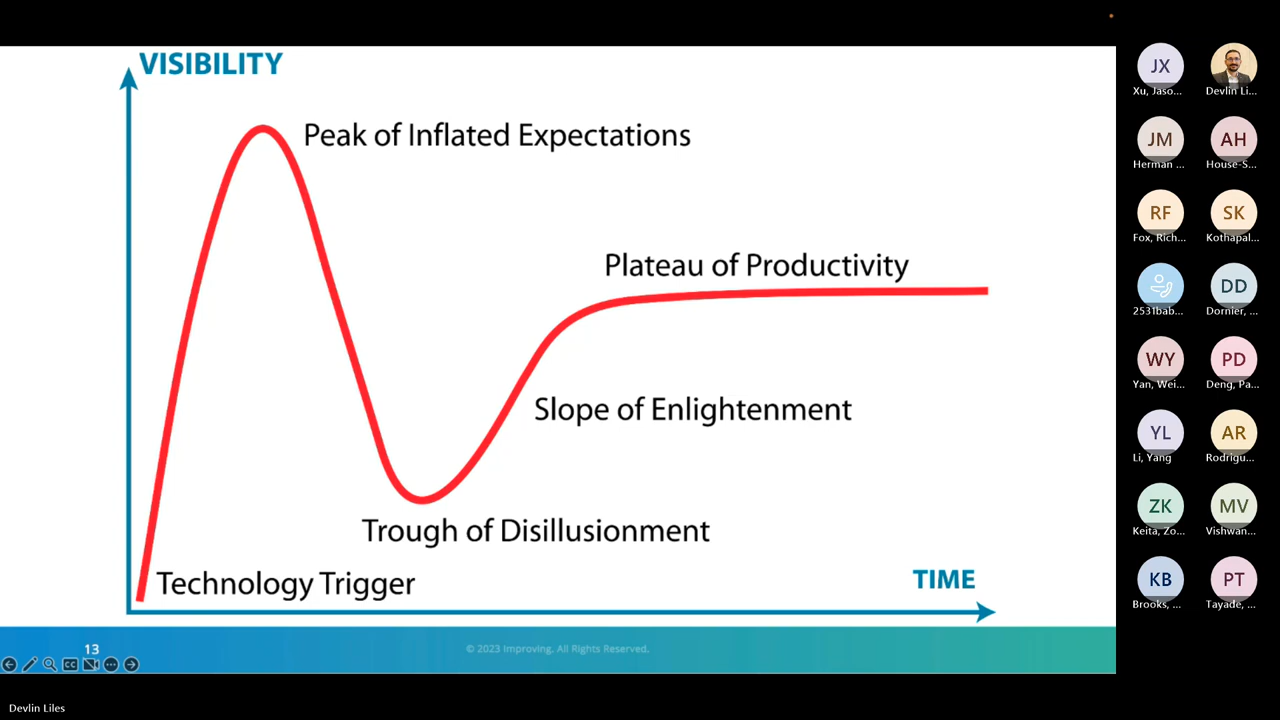 VISIBILITY
Peak of Inflated Expectations
Plateau of Productivity
Slope of Enlightenment
Trough of Disillusionment
Technology Trigger
TIME
13
© 2023 Improving. All Rights Reserved.
CC
Devlin Liles
JX
Xu, Jaso...
Devlin Li...
JM
Herman ...
AH
House-S...
RF
Fox, Rich...
SK
Kothapal...
2531bab...
DD
Dornier, ...
WY
Yan, Wei...
PD
Deng, Pa...
YL
Li, Yang
AR
Rodrigu...
ZK
Keita, Zo...
MV
Vishwan...
KB
Brooks, ...
PT
Tayade, ...